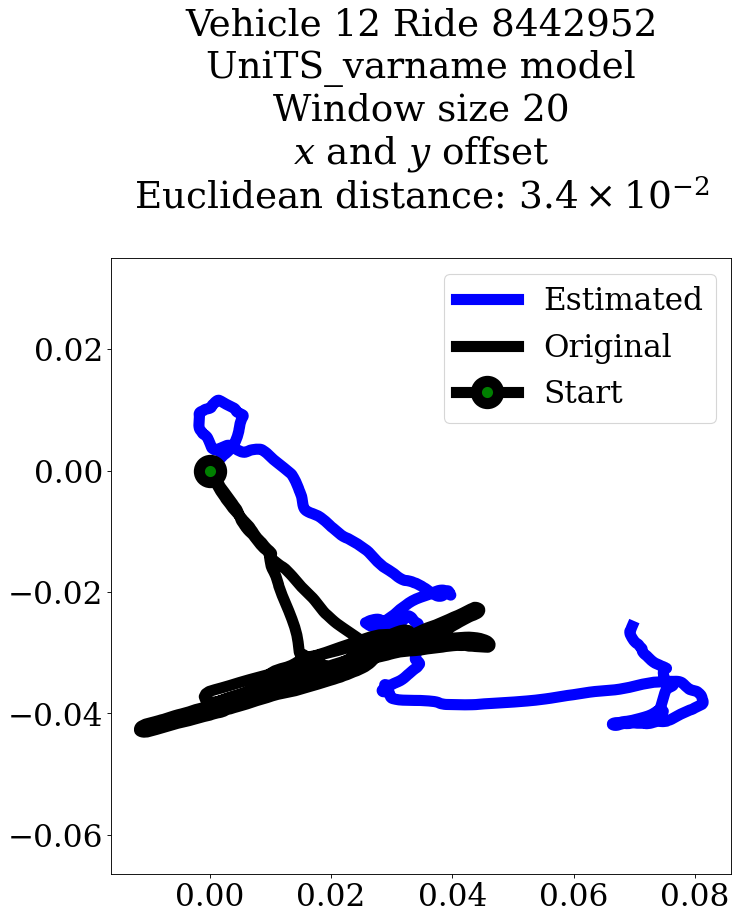 Vehicle 12 Ride 8442952
UniTS_varname model
Window size 20
x and y offset
Euclidean distance: 3.4 × 10⁻²
Estimated
Original
Start
0.02
0.00
−0.02
−0.04
−0.06
0.00 0.02 0.04 0.06 0.08